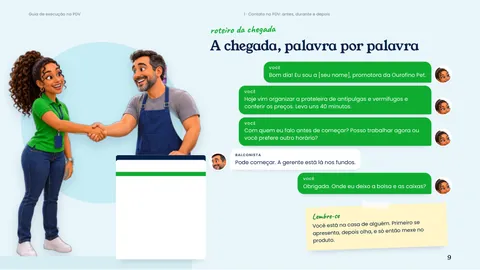 Guia de execução no PDV
1 · Contato no PDV: antes, durante e depois
roteiro da chegada
A chegada, palavra por palavra
VOCÊ
Bom dia! Eu sou a [seu nome], promotora da Ourofino Pet.
VOCÊ
Hoje vim organizar a prateleira de antipulgas e vermífugos e
conferir os preços. Leva uns 40 minutos.
VOCÊ
Com quem eu falo antes de começar? Posso trabalhar agora ou
você prefere outro horário?
BALCONISTA
Pode começar. A gerente está lá nos fundos.
VOCÊ
Obrigada. Onde eu deixo a bolsa e as caixas?
Lembre-se
Você está na casa de alguém. Primeiro se
apresenta, depois olha, e só então mexe no
produto.
9